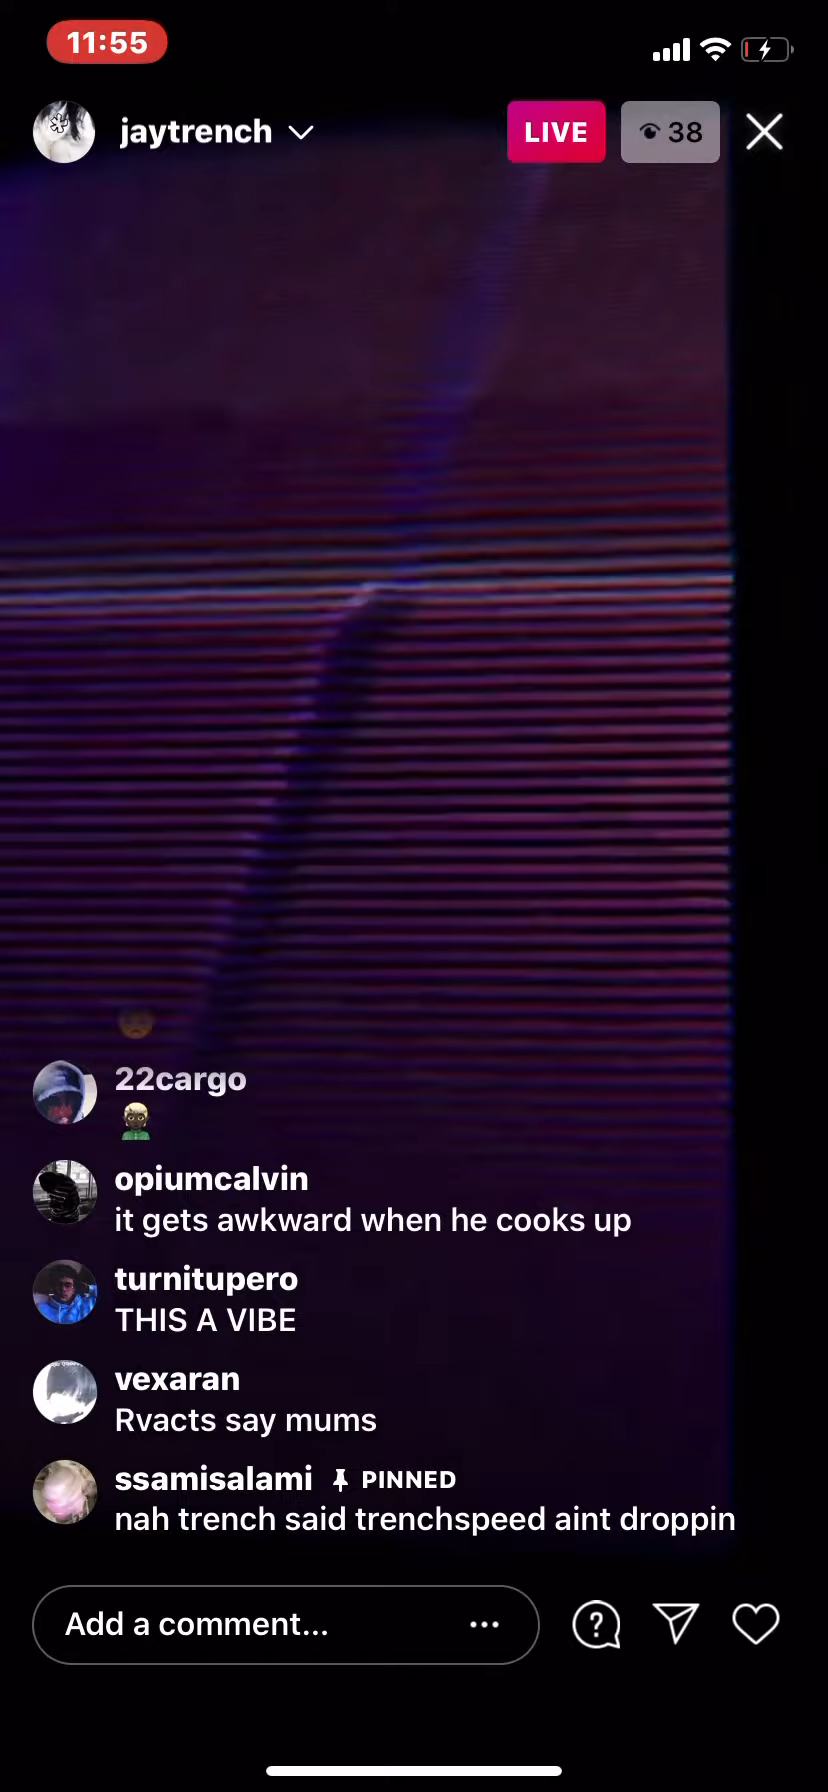 11:55
jaytrench
LIVE
38
22cargo
opiumcalvin
it gets awkward when he cooks up
turnitupero
THIS A VIBE
vexaran
Rvacts say mums
ssamisalami PINNED
nah trench said trenchspeed aint droppin
Add a comment...